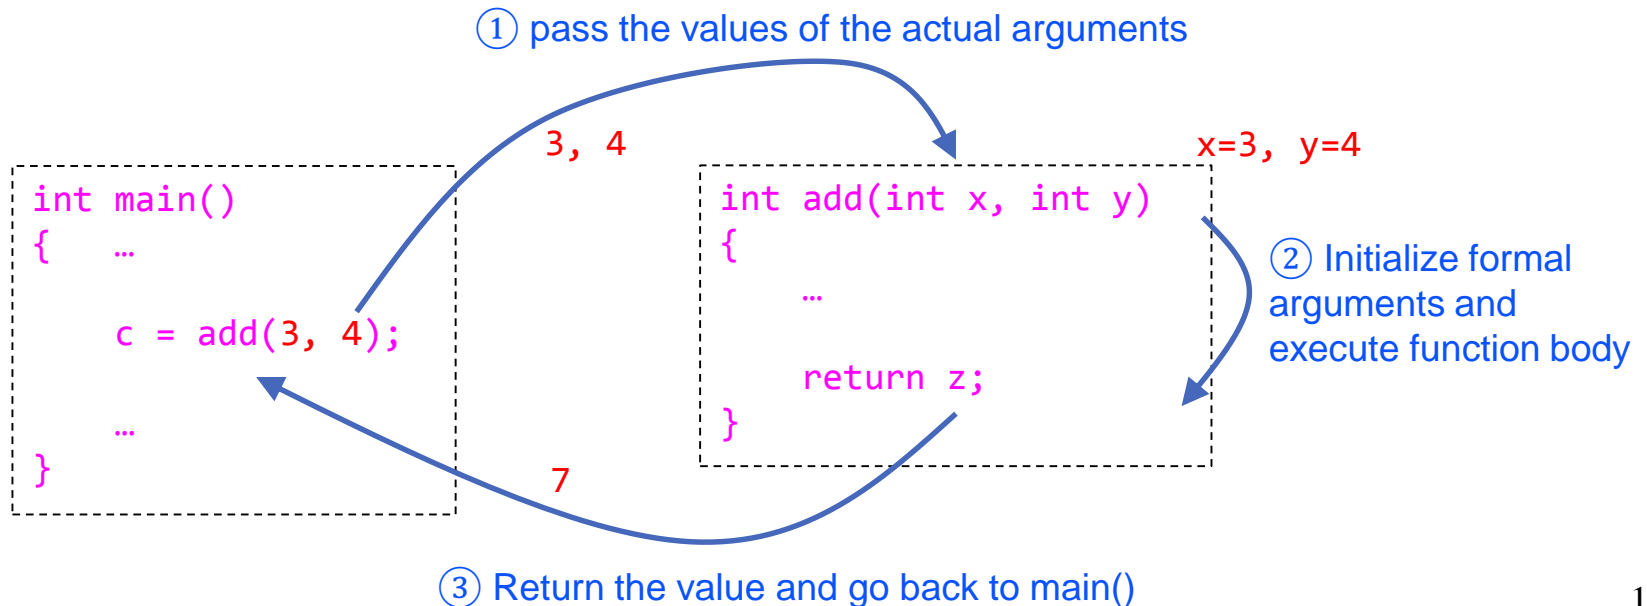 ① pass the values of the actual arguments
3, 4
x=3, y=4
int main()
{ …
c = add(3, 4);
…
}
int add(int x, int y)
{
…
return z;
}
② Initialize formal
arguments and
execute function body
7
③ Return the value and go back to main()
1